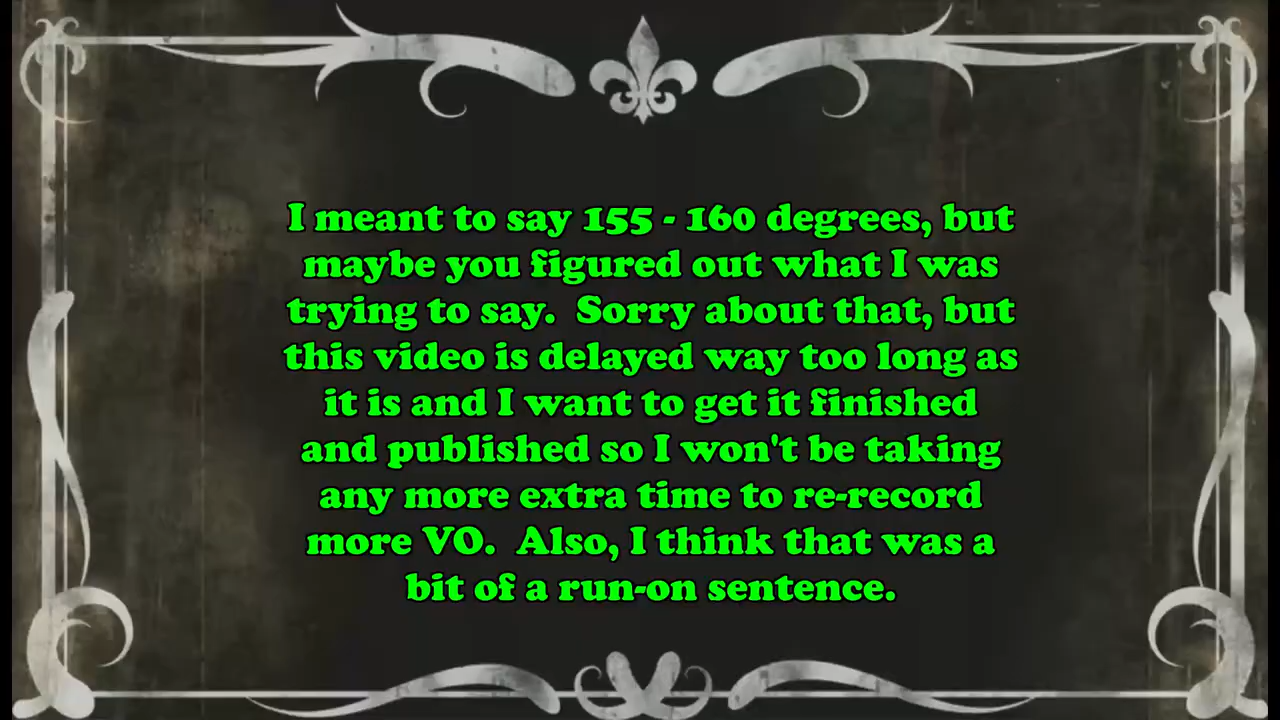 I meant to say 155 - 160 degrees, but
maybe you figured out what I was
trying to say.  Sorry about that, but
this video is delayed way too long as
it is and I want to get it finished
and published so I won't be taking
any more extra time to re-record
more VO.  Also, I think that was a
bit of a run-on sentence.